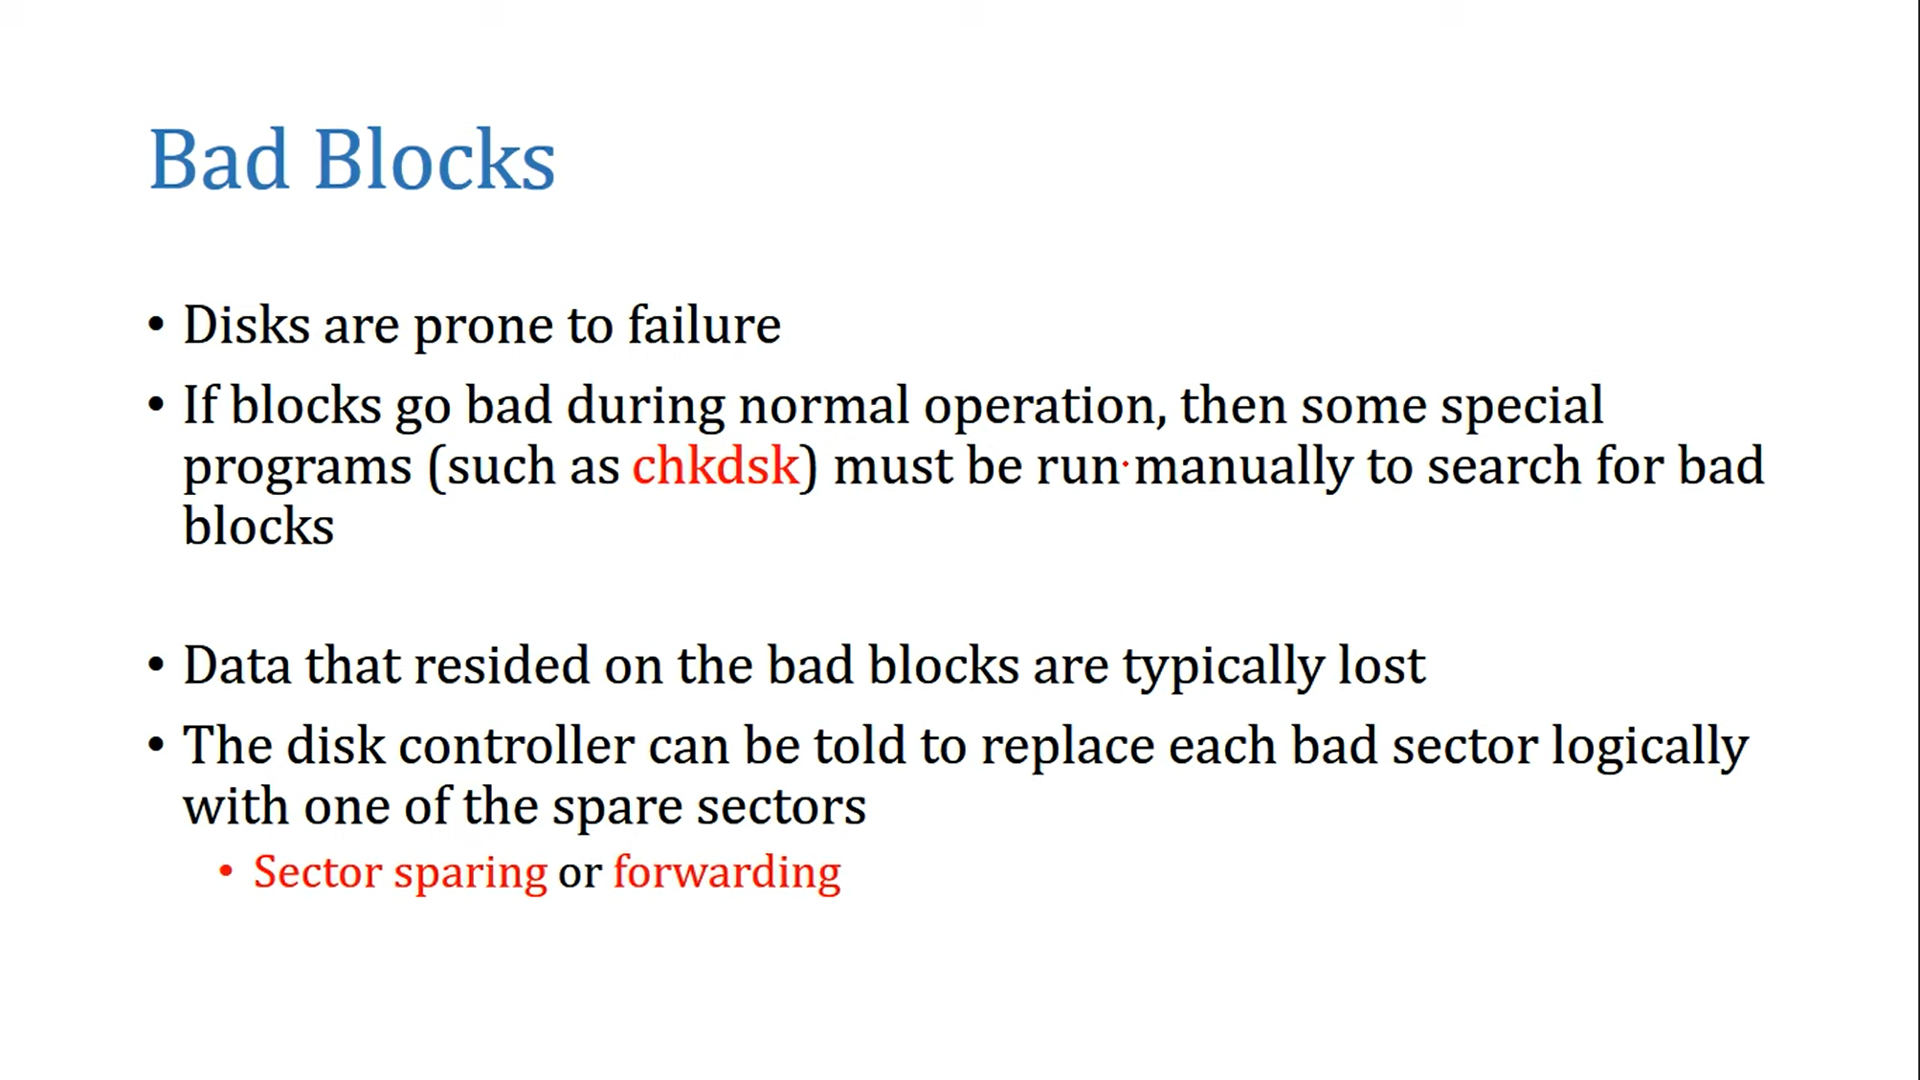 Bad Blocks
• Disks are prone to failure
• If blocks go bad during normal operation, then some special
programs (such as chkdsk) must be run manually to search for bad
blocks
• Data that resided on the bad blocks are typically lost
• The disk controller can be told to replace each bad sector logically
with one of the spare sectors
• Sector sparing or forwarding